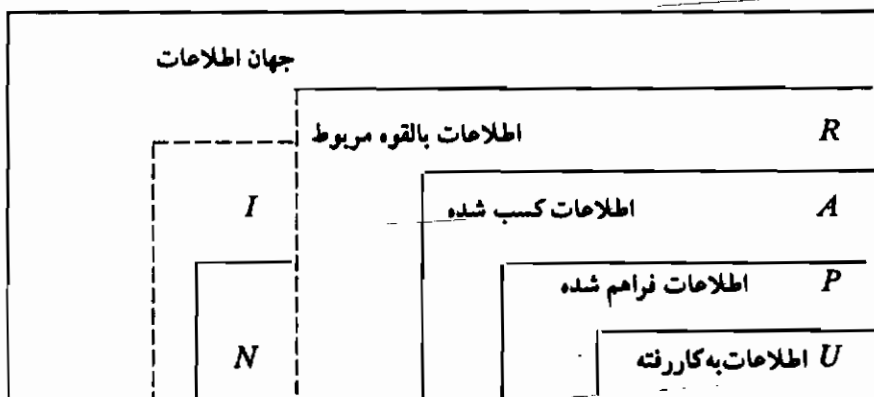 جهان اطلاعات
R اطلاعات بالقوه مربوط
A اطلاعات کسب شده
I
P اطلاعات فراهم شده
U اطلاعات به‌کاررفته
N